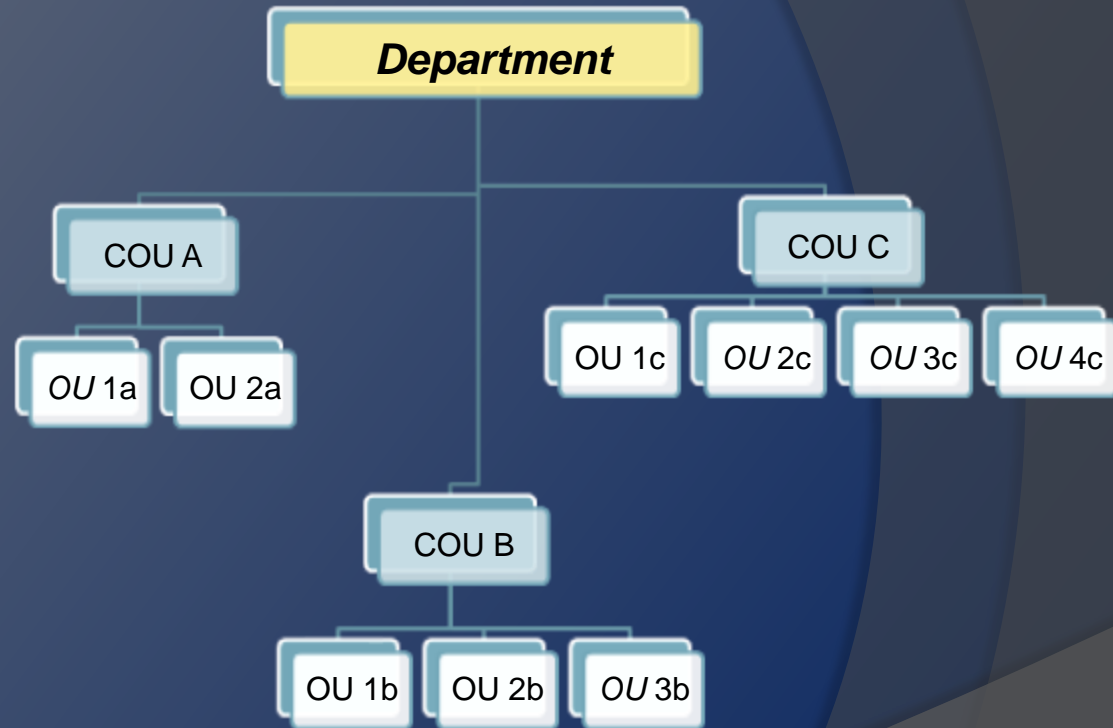 Department
COU A
COU C
OU 1a
OU 2a
OU 1c
OU 2c
OU 3c
OU 4c
COU B
OU 1b
OU 2b
OU 3b